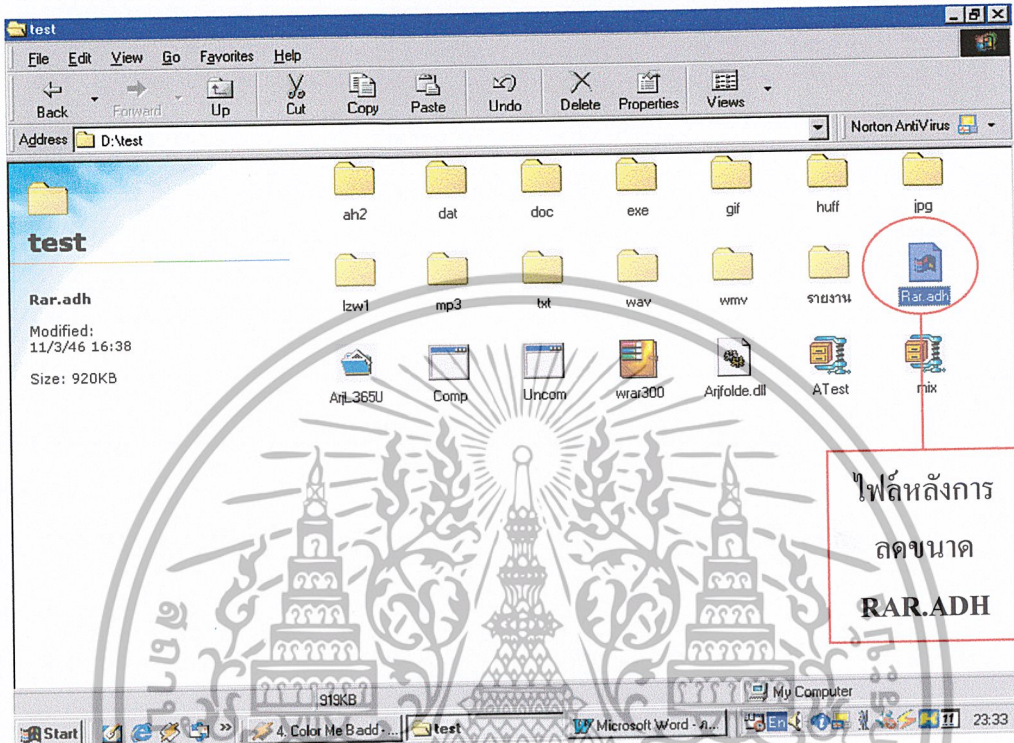 test
File Edit View Go Favorites Help
Back Forward Up Cut Copy Paste Undo Delete Properties Views
Address D:\test Norton AntiVirus
ah2 dat doc exe gif huff jpg
test
lzw1 mp3 txt wav wmv รายงาน Rar.adh
Rar.adh
Modified:
11/3/46 16:38
Size: 920KB
ArjL365U Comp Uncom wrar300 Arjfolde.dll ATest mix
ไฟล์หลังการ
ลดขนาด
RAR.ADH
919KB My Computer
Start 4. Color Me Badd - ... test Microsoft Word - ก... En 11 23:33